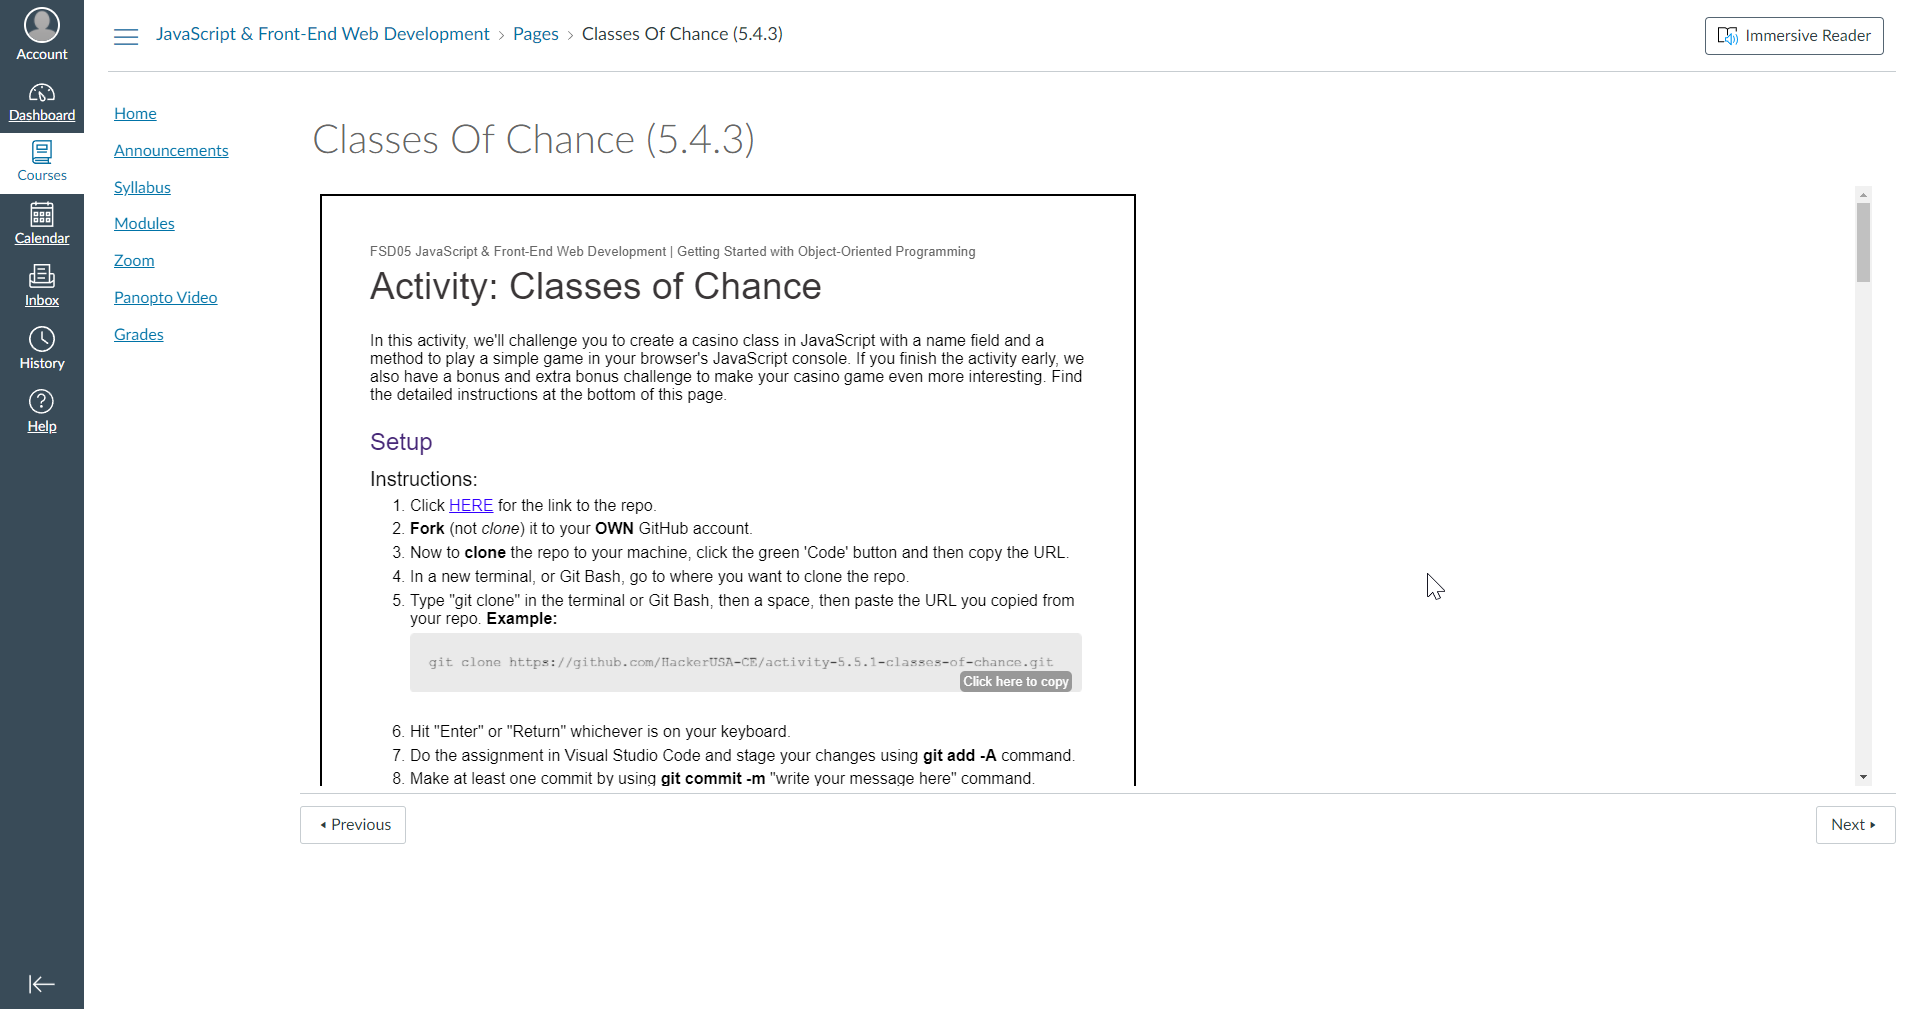 Account
Dashboard
Courses
Calendar
Inbox
History
Help
JavaScript & Front-End Web Development › Pages › Classes Of Chance (5.4.3)
Immersive Reader
Home
Announcements
Syllabus
Modules
Zoom
Panopto Video
Grades
Classes Of Chance (5.4.3)
FSD05 JavaScript & Front-End Web Development | Getting Started with Object-Oriented Programming
Activity: Classes of Chance
In this activity, we'll challenge you to create a casino class in JavaScript with a name field and a
method to play a simple game in your browser's JavaScript console. If you finish the activity early, we
also have a bonus and extra bonus challenge to make your casino game even more interesting. Find
the detailed instructions at the bottom of this page.
Setup
Instructions:
1. Click HERE for the link to the repo.
2. Fork (not clone) it to your OWN GitHub account.
3. Now to clone the repo to your machine, click the green 'Code' button and then copy the URL.
4. In a new terminal, or Git Bash, go to where you want to clone the repo.
5. Type "git clone" in the terminal or Git Bash, then a space, then paste the URL you copied from
your repo. Example:
git clone https://github.com/HackerUSA-CE/activity-5.5.1-classes-of-chance.git
Click here to copy
6. Hit "Enter" or "Return" whichever is on your keyboard.
7. Do the assignment in Visual Studio Code and stage your changes using git add -A command.
8. Make at least one commit by using git commit -m "write your message here" command.
Previous
Next